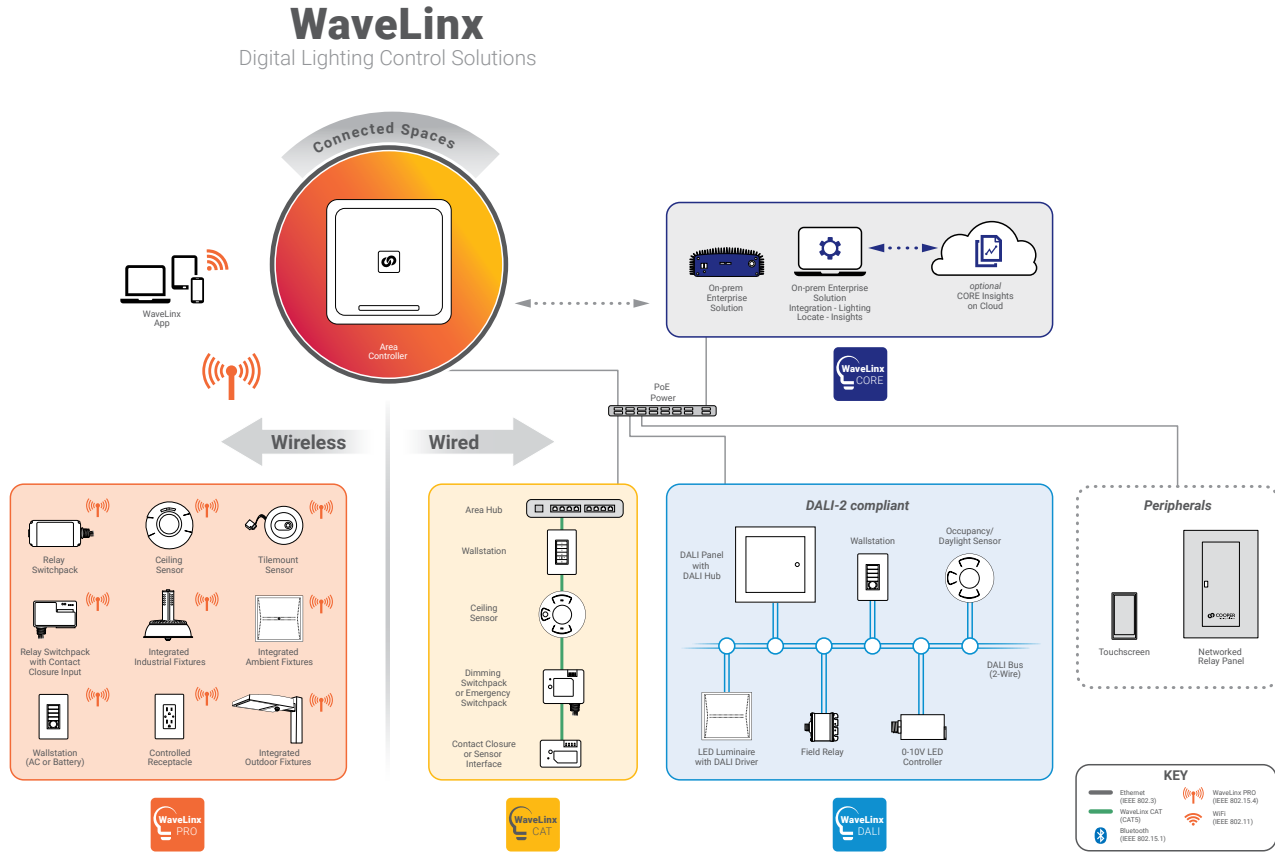 WaveLinx
Digital Lighting Control Solutions
Connected Spaces
WaveLinx
App
Area
Controller
On-prem
Enterprise
Solution
On-prem Enterprise
Solution
Integration - Lighting
Locate - Insights
optional
CORE Insights
on Cloud
WaveLinx
CORE
PoE
Power
Wireless
Wired
Relay
Switchpack
Ceiling
Sensor
Tilemount
Sensor
Relay Switchpack
with Contact
Closure Input
Integrated
Industrial Fixtures
Integrated
Ambient Fixtures
Wallstation
(AC or Battery)
Controlled
Receptacle
Integrated
Outdoor Fixtures
WaveLinx
PRO
Area Hub
Wallstation
Ceiling
Sensor
Dimming
Switchpack
or Emergency
Switchpack
Contact Closure
or Sensor
Interface
WaveLinx
CAT
DALI-2 compliant
DALI Panel
with
DALI Hub
Wallstation
Occupancy/
Daylight Sensor
DALI Bus
(2-Wire)
LED Luminaire
with DALI Driver
Field Relay
0-10V LED
Controller
WaveLinx
DALI
Peripherals
COOPER
Touchscreen
Networked
Relay Panel
KEY
Ethernet
(IEEE 802.3)
WaveLinx CAT
(CAT5)
Bluetooth
(IEEE 802.15.1)
WaveLinx PRO
(IEEE 802.15.4)
WiFi
(IEEE 802.11)